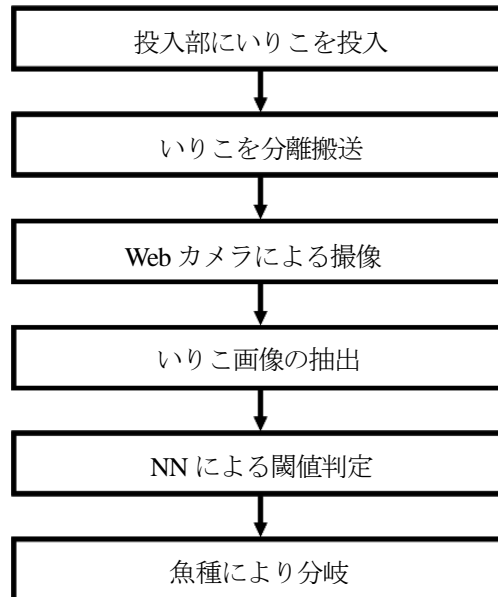 投入部にいりこを投入
いりこを分離搬送
Web カメラによる撮像
いりこ画像の抽出
NN による閾値判定
魚種により分岐